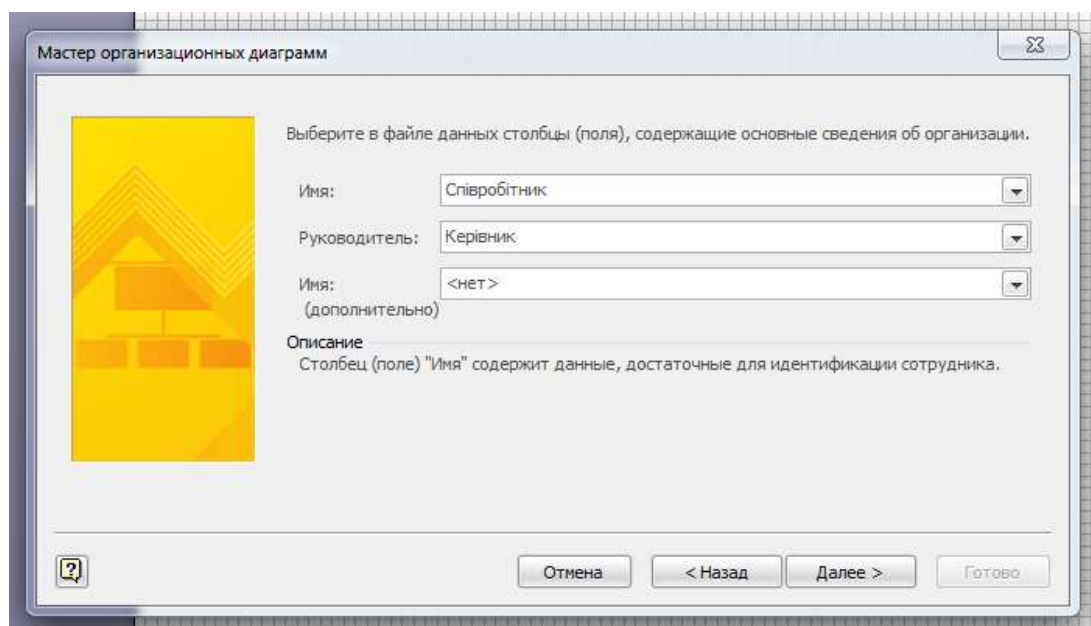 Мастер организационных диаграмм
Выберите в файле данных столбцы (поля), содержащие основные сведения об организации.
Имя: Співробітник
Руководитель: Керівник
Имя: <нет>
(дополнительно)
Описание
Столбец (поле) "Имя" содержит данные, достаточные для идентификации сотрудника.
Отмена < Назад Далее > Готово